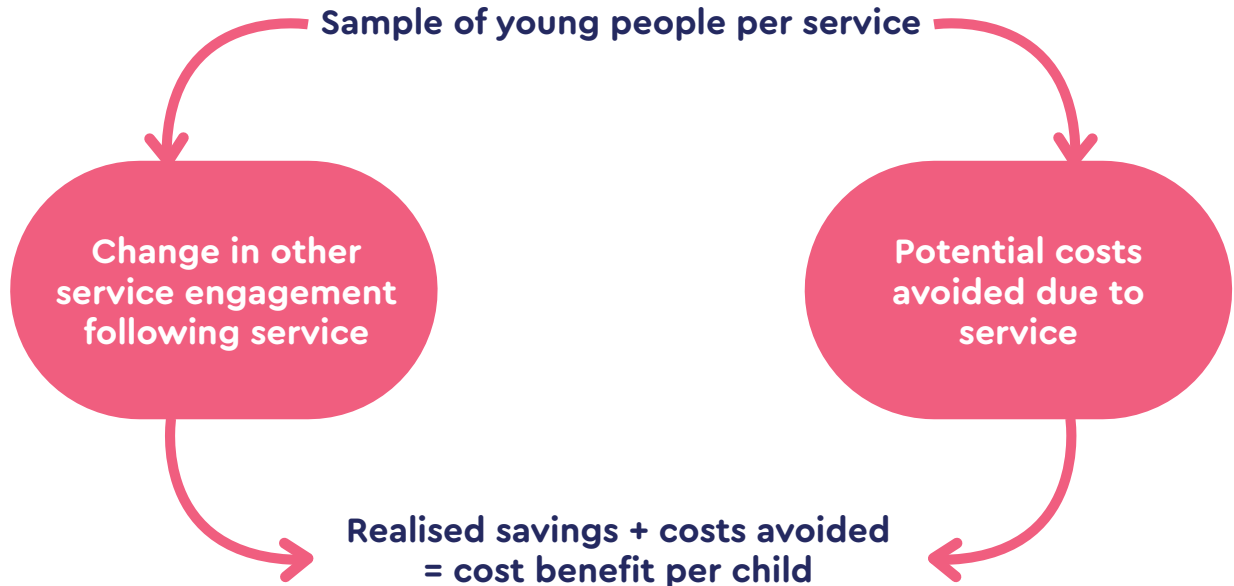 Sample of young people per service
Change in other
service engagement
following service
Potential costs
avoided due to
service
Realised savings + costs avoided
= cost benefit per child